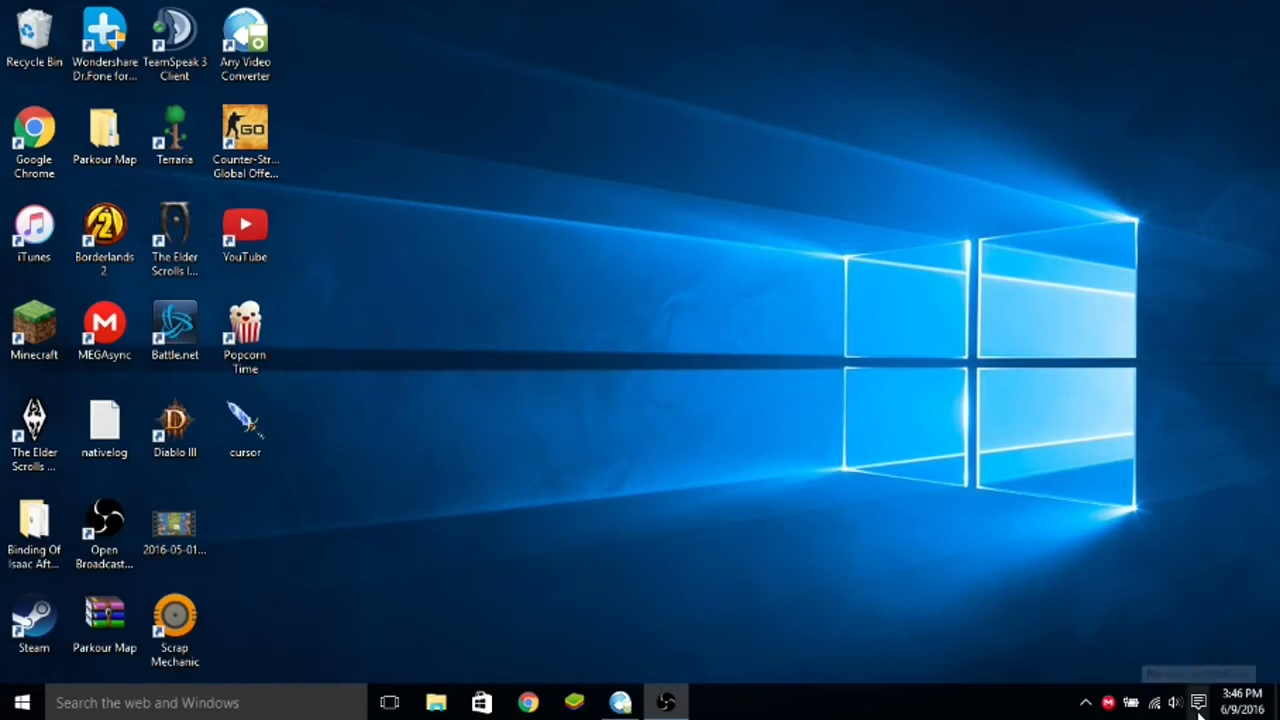 Recycle Bin
Wondershare
Dr.Fone for...
TeamSpeak 3
Client
Any Video
Converter
Google
Chrome
Parkour Map
Terraria
GO
Counter-Str...
Global Offe...
iTunes
Borderlands
2
The Elder
Scrolls I...
YouTube
Minecraft
M
MEGAsync
Battle.net
Popcorn
Time
The Elder
Scrolls ...
nativelog
Diablo III
cursor
Binding Of
Isaac Aft...
Open
Broadcast...
2016-05-01...
Steam
Parkour Map
Scrap
Mechanic
Search the web and Windows
3:46 PM
6/9/2016